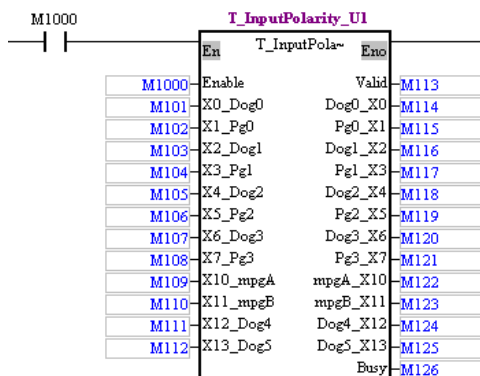 M1000 T_InputPolarity_U1
En T_InputPola~ Eno
M1000 Enable Valid M113
M101 X0_Dog0 Dog0_X0 M114
M102 X1_Pg0 Pg0_X1 M115
M103 X2_Dog1 Dog1_X2 M116
M104 X3_Pg1 Pg1_X3 M117
M105 X4_Dog2 Dog2_X4 M118
M106 X5_Pg2 Pg2_X5 M119
M107 X6_Dog3 Dog3_X6 M120
M108 X7_Pg3 Pg3_X7 M121
M109 X10_mpgA mpgA_X10 M122
M110 X11_mpgB mpgB_X11 M123
M111 X12_Dog4 Dog4_X12 M124
M112 X13_Dog5 Dog5_X13 M125
Busy M126